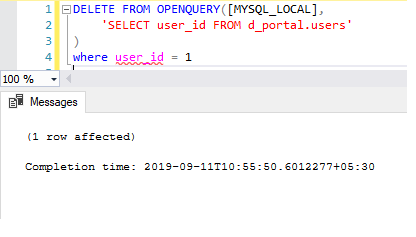 1 DELETE FROM OPENQUERY([MYSQL_LOCAL],
2 'SELECT user_id FROM d_portal.users'
3 )
4 where user_id = 1
100 %
Messages
(1 row affected)
Completion time: 2019-09-11T10:55:50.6012277+05:30